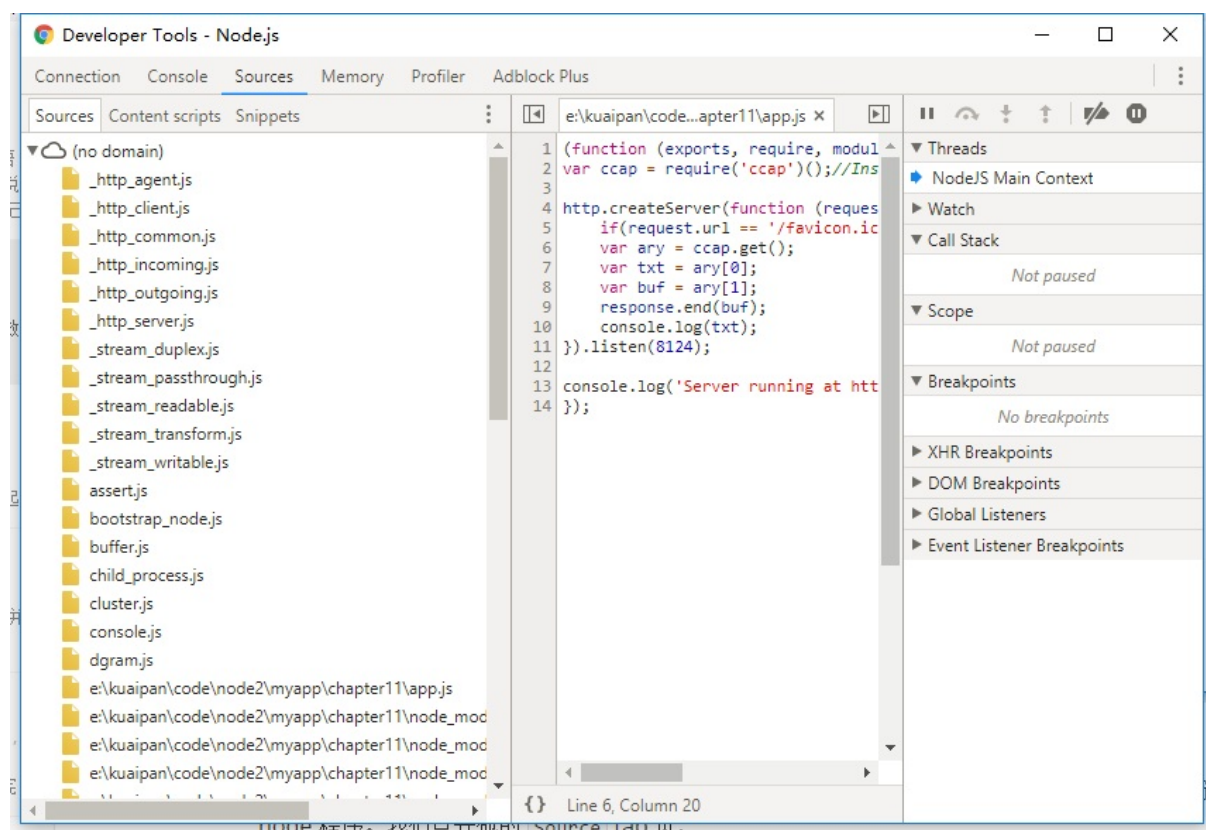 Developer Tools - Node.js
Connection Console Sources Memory Profiler Adblock Plus
Sources Content scripts Snippets
(no domain)
_http_agent.js
_http_client.js
_http_common.js
_http_incoming.js
_http_outgoing.js
_http_server.js
_stream_duplex.js
_stream_passthrough.js
_stream_readable.js
_stream_transform.js
_stream_writable.js
assert.js
bootstrap_node.js
buffer.js
child_process.js
cluster.js
console.js
dgram.js
e:\kuaipan\code\node2\myapp\chapter11\app.js
e:\kuaipan\code\node2\myapp\chapter11\node_mod
e:\kuaipan\code\node2\myapp\chapter11\node_mod
e:\kuaipan\code\node2\myapp\chapter11\node_mod
e:\kuaipan\code...apter11\app.js ×
1 (function (exports, require, modul
2 var ccap = require('ccap')();//Ins
3
4 http.createServer(function (reques
5 if(request.url == '/favicon.ic
6 var ary = ccap.get();
7 var txt = ary[0];
8 var buf = ary[1];
9 response.end(buf);
10 console.log(txt);
11 }).listen(8124);
12
13 console.log('Server running at htt
14 });
{} Line 6, Column 20
Threads
NodeJS Main Context
Watch
Call Stack
Not paused
Scope
Not paused
Breakpoints
No breakpoints
XHR Breakpoints
DOM Breakpoints
Global Listeners
Event Listener Breakpoints